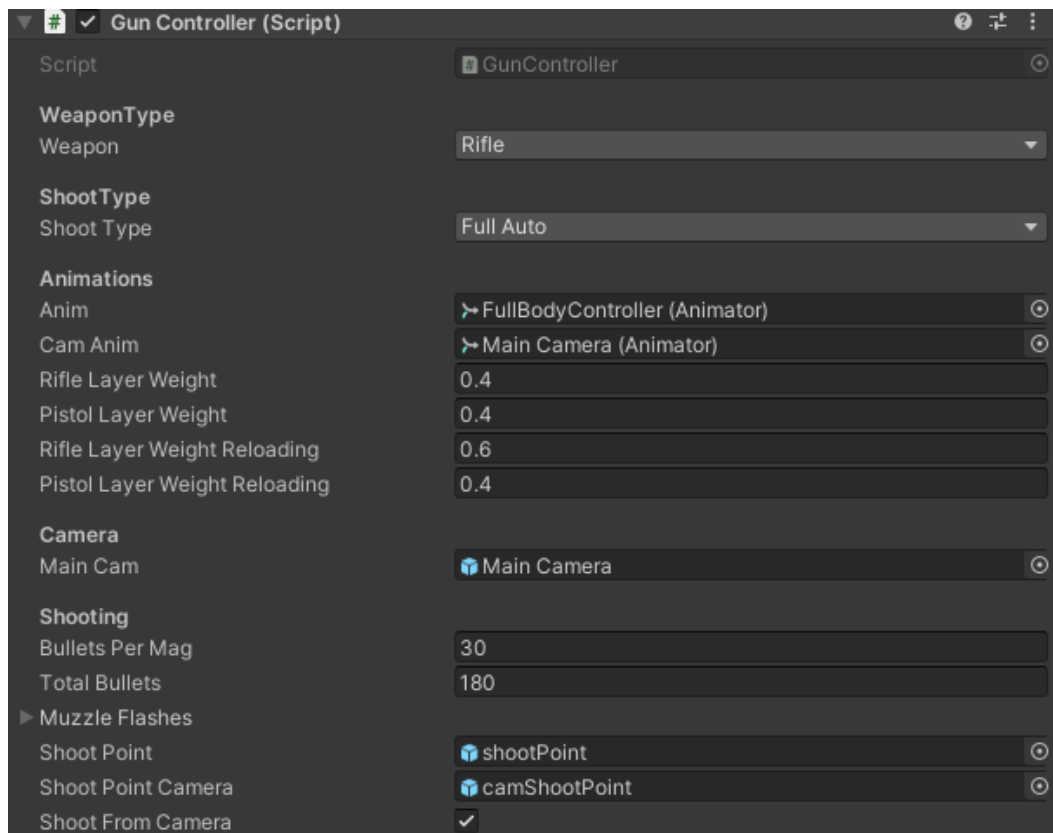 Gun Controller (Script)
Script GunController
WeaponType
Weapon Rifle
ShootType
Shoot Type Full Auto
Animations
Anim FullBodyController (Animator)
Cam Anim Main Camera (Animator)
Rifle Layer Weight 0.4
Pistol Layer Weight 0.4
Rifle Layer Weight Reloading 0.6
Pistol Layer Weight Reloading 0.4
Camera
Main Cam Main Camera
Shooting
Bullets Per Mag 30
Total Bullets 180
Muzzle Flashes
Shoot Point shootPoint
Shoot Point Camera camShootPoint
Shoot From Camera